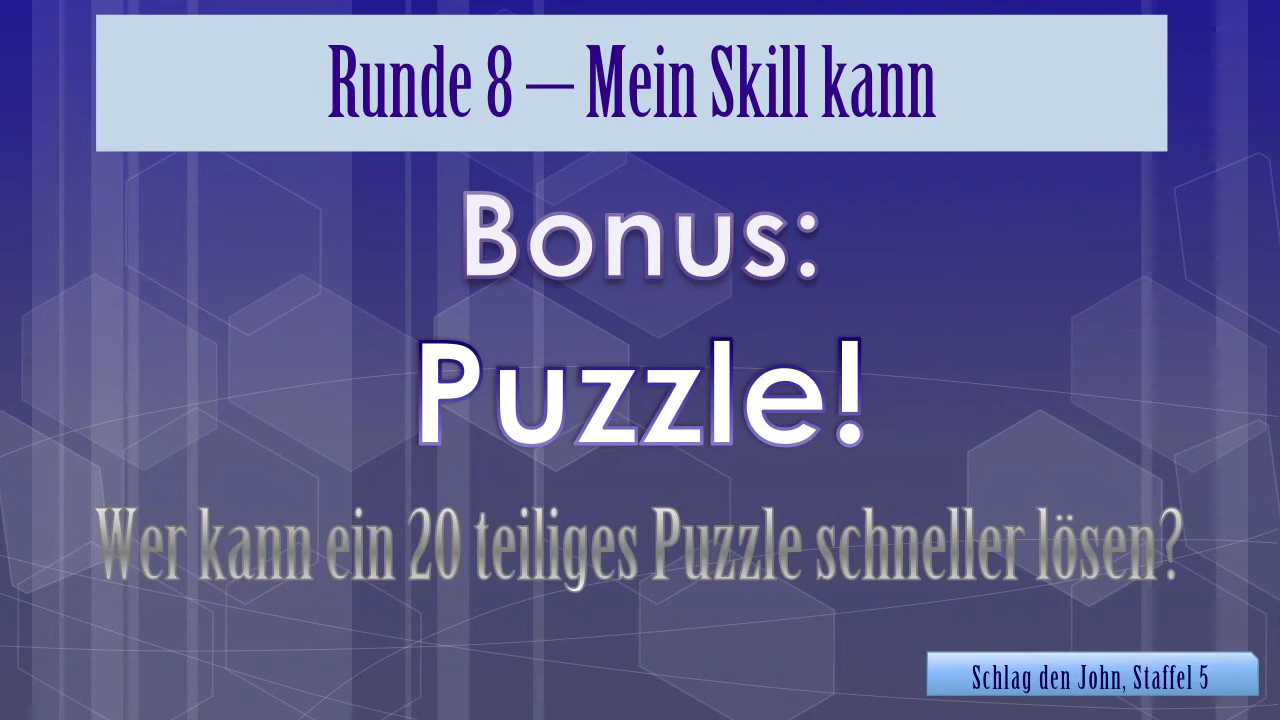 Runde 8 – Mein Skill kann
Bonus:
Puzzle!
Wer kann ein 20 teiliges Puzzle schneller lösen?
Schlag den John, Staffel 5